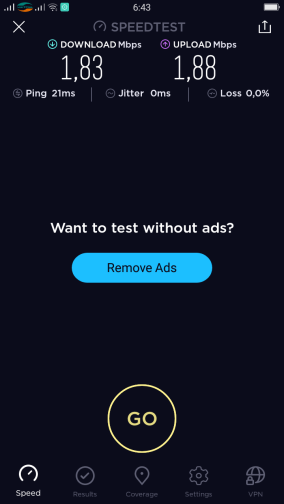 6:43
SPEEDTEST
DOWNLOAD Mbps UPLOAD Mbps
1,83 1,88
Ping 21ms Jitter 0ms Loss 0,0%
Want to test without ads?
Remove Ads
GO
Speed Results Coverage Settings VPN